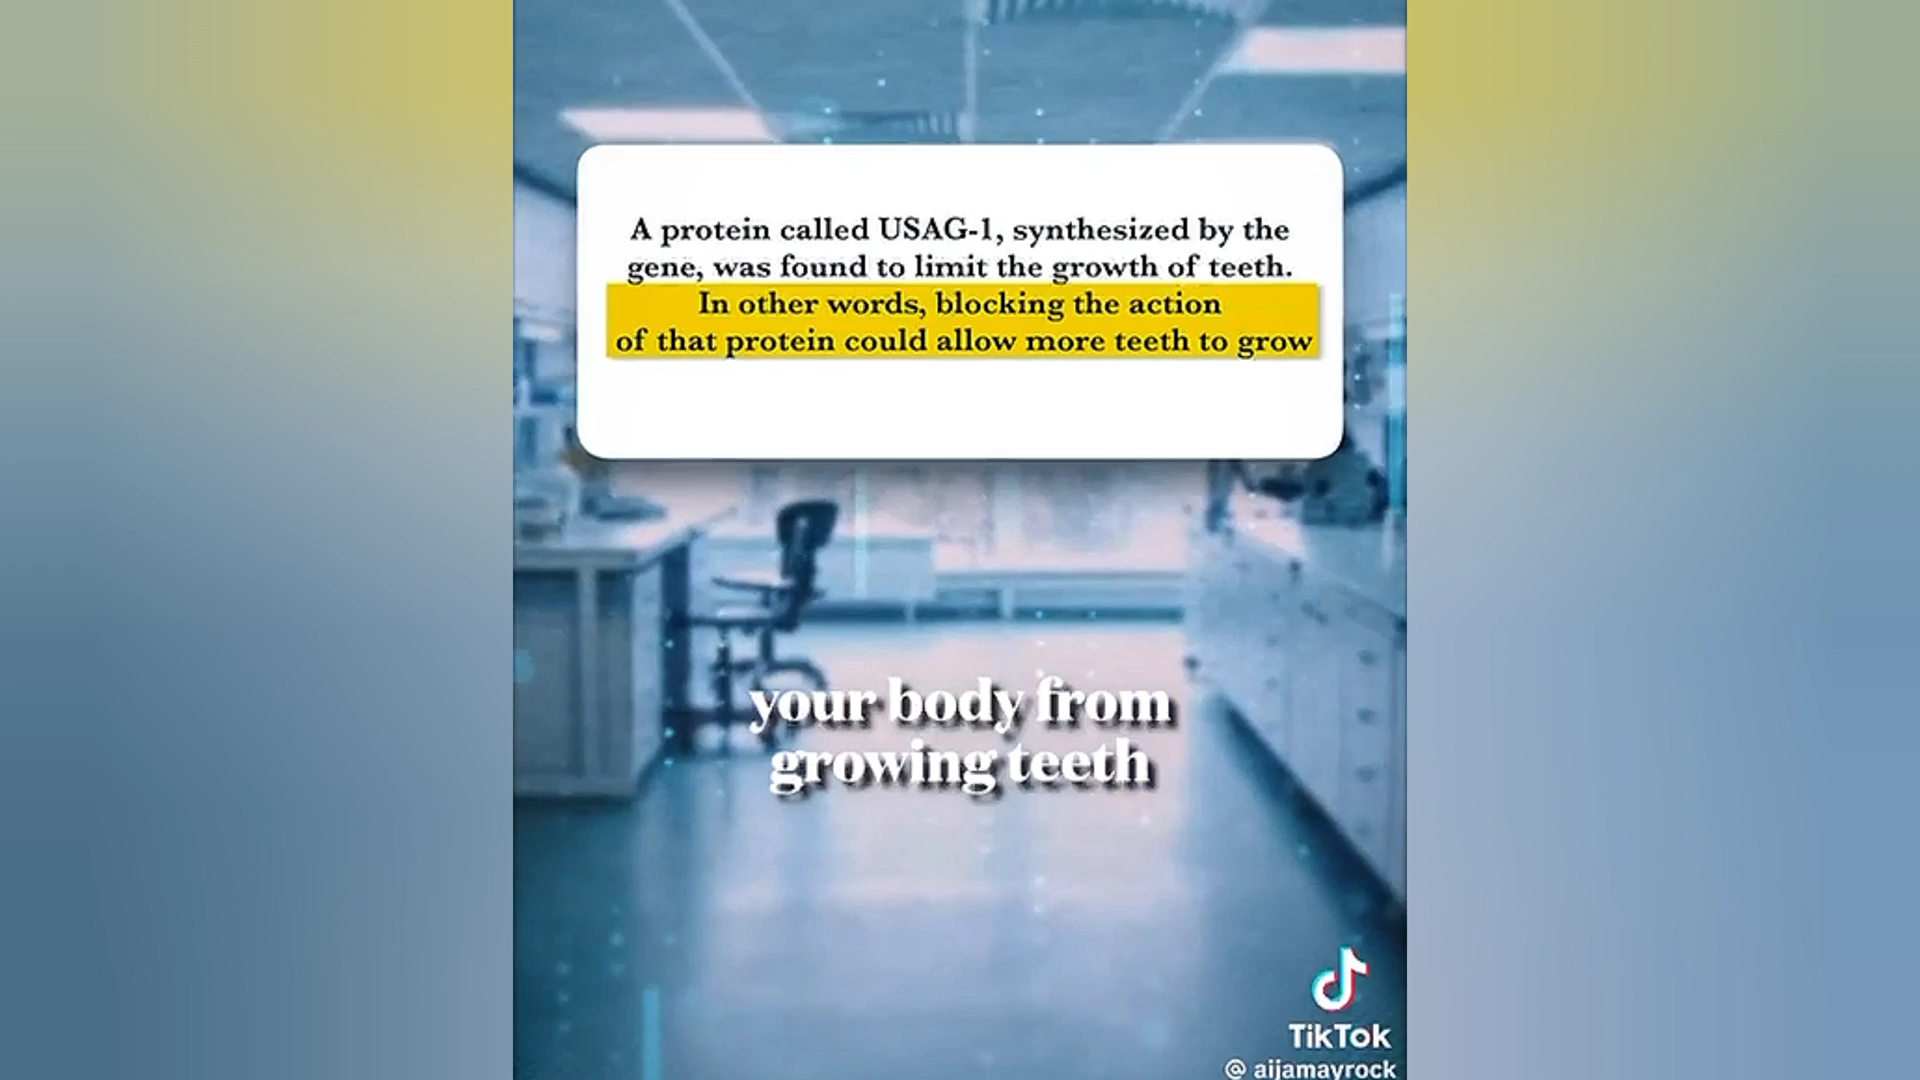 A protein called USAG-1, synthesized by the
gene, was found to limit the growth of teeth.
In other words, blocking the action
of that protein could allow more teeth to grow
your body from
growing teeth
TikTok
@ aijamayrock